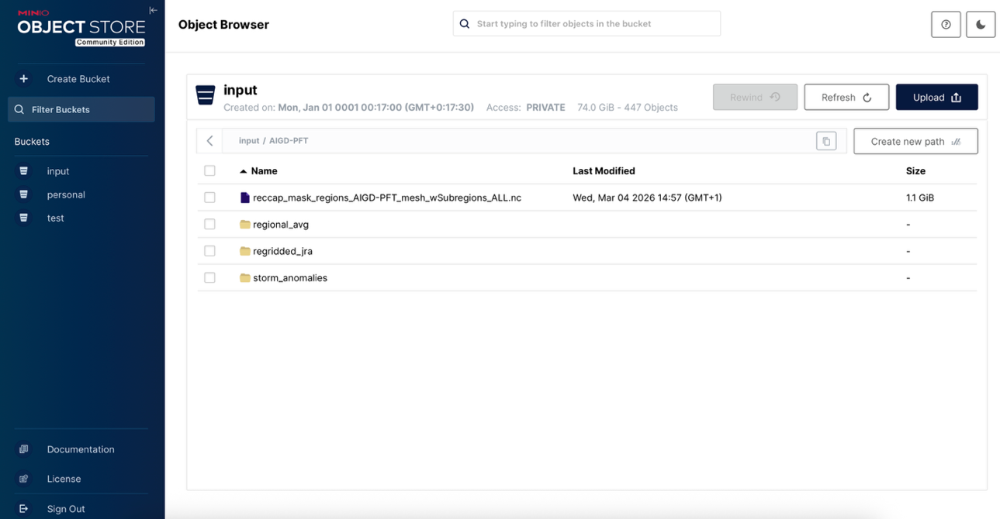 MINIO
OBJECT STORE
Community Edition
Create Bucket
Filter Buckets
Buckets
input
personal
test
Documentation
License
Sign Out
Object Browser
Start typing to filter objects in the bucket
input
Created on: Mon, Jan 01 0001 00:17:00 (GMT+0:17:30) Access: PRIVATE 74.0 GiB - 447 Objects
Rewind
Refresh
Upload
input / AIGD-PFT
Create new path
Name Last Modified Size
reccap_mask_regions_AIGD-PFT_mesh_wSubregions_ALL.nc Wed, Mar 04 2026 14:57 (GMT+1) 1.1 GiB
regional_avg -
regridded_jra -
storm_anomalies -